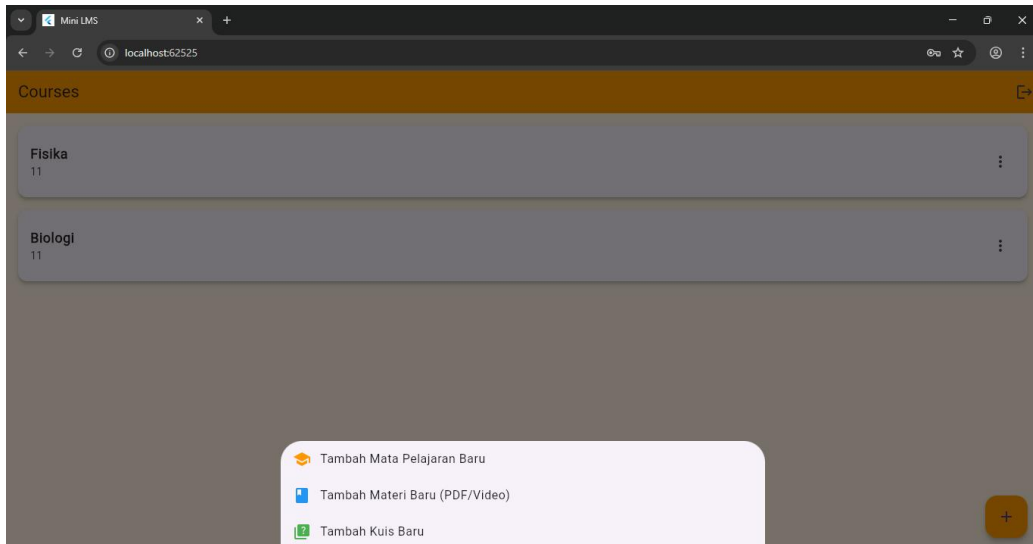 Mini LMS
localhost:62525
Courses
Fisika
11
Biologi
11
Tambah Mata Pelajaran Baru
Tambah Materi Baru (PDF/Video)
Tambah Kuis Baru